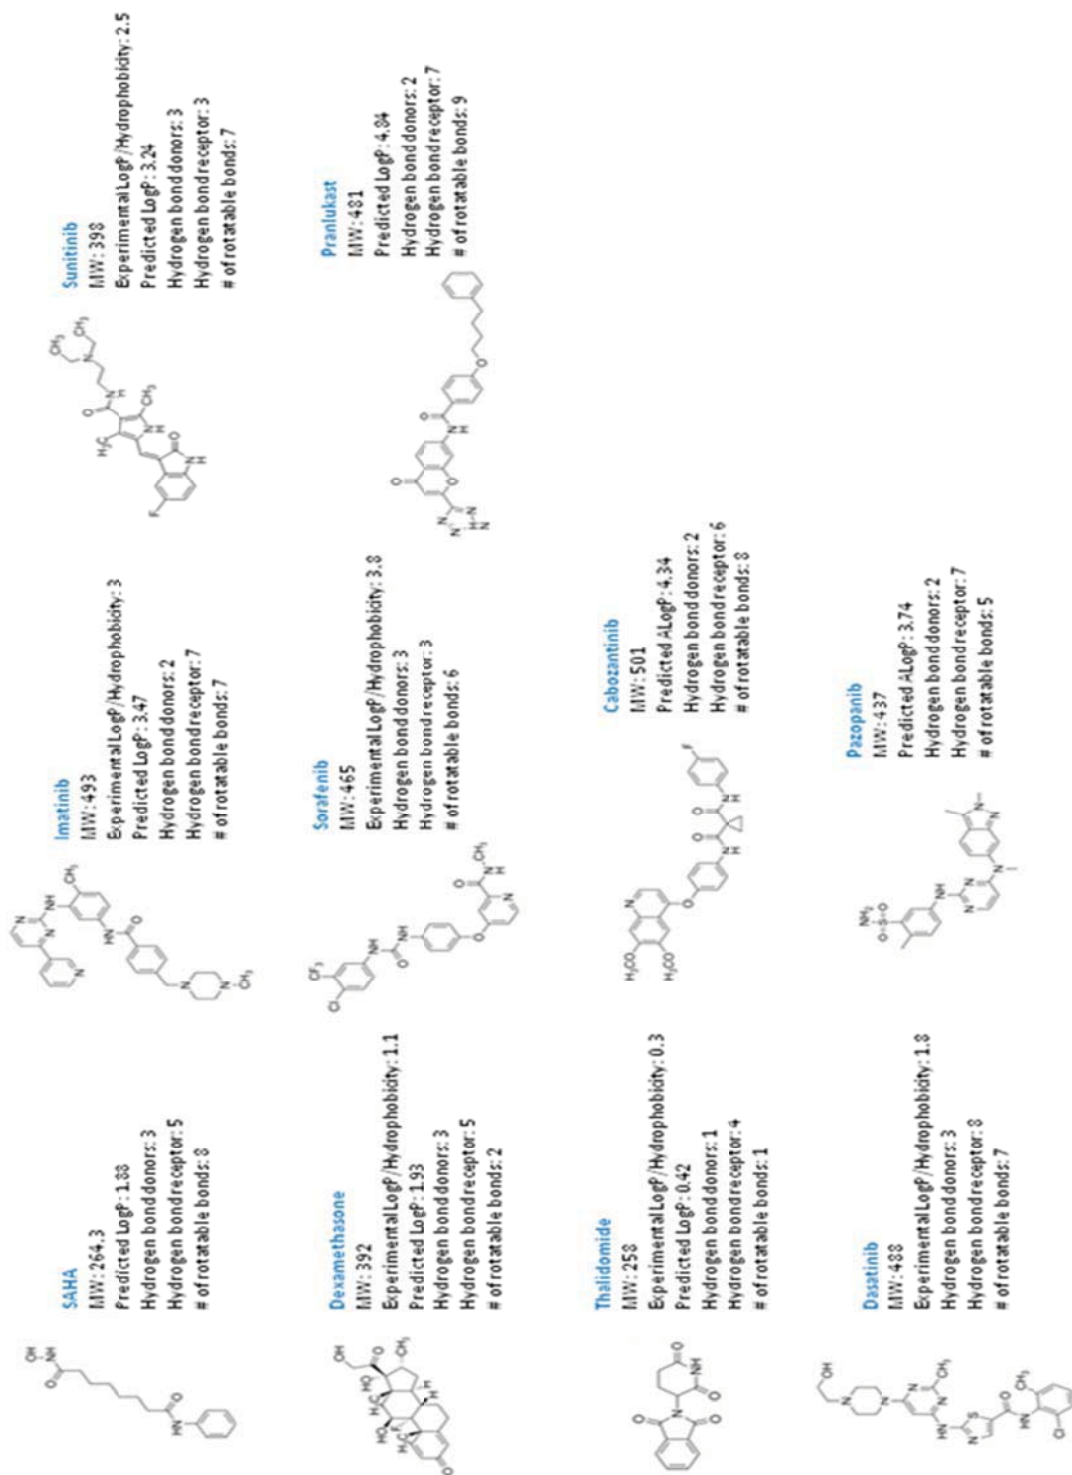 SAHA
MW: 264.3
Predicted LogP: 1.88
Hydrogen bond donors: 3
Hydrogen bond receptor: 5
# of rotatable bonds: 8
Imatinib
MW: 493
Experimental LogP/Hydrophobicity: 3
Predicted LogP: 3.47
Hydrogen bond donors: 2
Hydrogen bond receptor: 7
# of rotatable bonds: 7
Sunitinib
MW: 398
Experimental LogP/Hydrophobicity: 2.5
Predicted LogP: 3.24
Hydrogen bond donors: 3
Hydrogen bond receptor: 3
# of rotatable bonds: 7
Dexamethasone
MW: 392
Experimental LogP/Hydrophobicity: 1.1
Predicted LogP: 1.93
Hydrogen bond donors: 3
Hydrogen bond receptor: 5
# of rotatable bonds: 2
Sorafenib
MW: 465
Experimental LogP/Hydrophobicity: 3.8
Hydrogen bond donors: 3
Hydrogen bond receptor: 3
# of rotatable bonds: 6
Pranlukast
MW: 481
Predicted LogP: 4.84
Hydrogen bond donors: 2
Hydrogen bond receptor: 7
# of rotatable bonds: 9
Thalidomide
MW: 258
Experimental LogP/Hydrophobicity: 0.3
Predicted LogP: 0.42
Hydrogen bond donors: 1
Hydrogen bond receptor: 4
# of rotatable bonds: 1
Cabozantinib
MW: 501
Predicted ALogP: 4.34
Hydrogen bond donors: 2
Hydrogen bond receptor: 6
# of rotatable bonds: 8
Dasatinib
MW: 488
Experimental LogP/Hydrophobicity: 1.8
Hydrogen bond donors: 3
Hydrogen bond receptor: 8
# of rotatable bonds: 7
Pazopanib
MW: 437
Predicted ALogP: 3.74
Hydrogen bond donors: 2
Hydrogen bond receptor: 7
# of rotatable bonds: 5